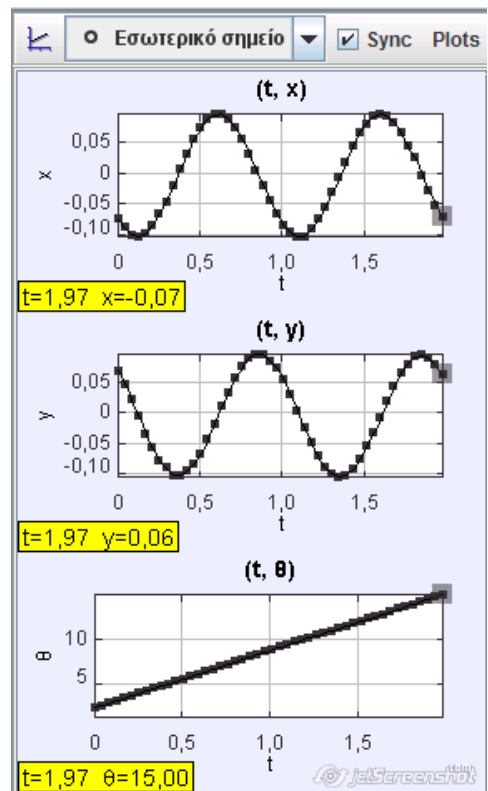 Εσωτερικό σημείο Sync Plots
(t, x)
x
0,05
0
-0,05
-0,10
0 0,5 1,0 1,5
t
t=1,97 x=-0,07
(t, y)
y
0,05
0
-0,05
-0,10
0 0,5 1,0 1,5
t
t=1,97 y=0,06
(t, θ)
θ
10
5
0 0,5 1,0 1,5
t
t=1,97 θ=15,00
jetScreenshot
.com